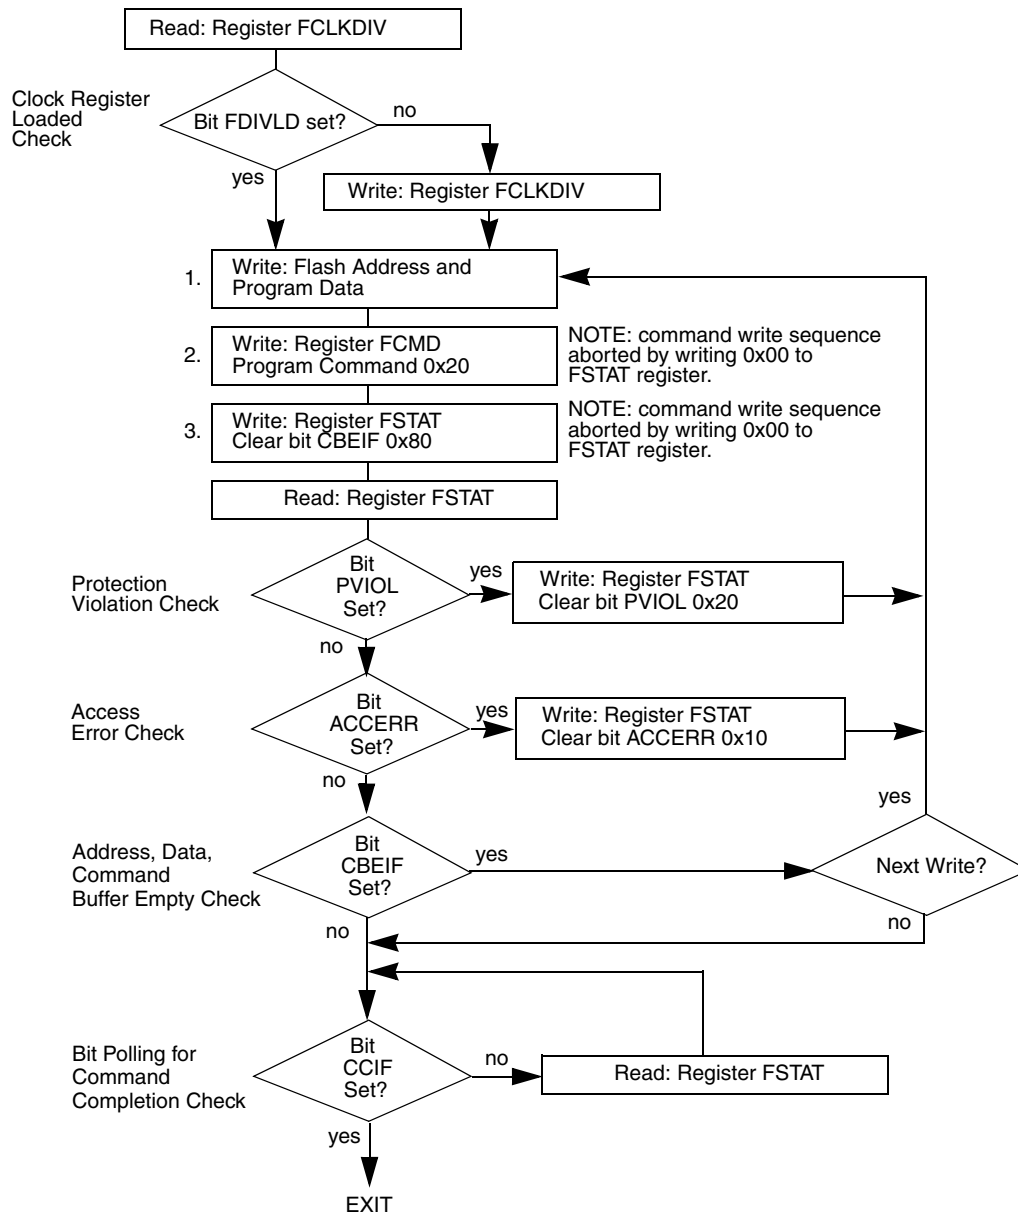 Read: Register FCLKDIV
Clock Register
Loaded
Check
Bit FDIVLD set?
no
yes
Write: Register FCLKDIV
1.
Write: Flash Address and
Program Data
2.
Write: Register FCMD
Program Command 0x20
NOTE: command write sequence
aborted by writing 0x00 to
FSTAT register.
3.
Write: Register FSTAT
Clear bit CBEIF 0x80
NOTE: command write sequence
aborted by writing 0x00 to
FSTAT register.
Read: Register FSTAT
Protection
Violation Check
Bit
PVIOL
Set?
yes
Write: Register FSTAT
Clear bit PVIOL 0x20
no
Access
Error Check
Bit
ACCERR
Set?
yes
Write: Register FSTAT
Clear bit ACCERR 0x10
no
yes
Address, Data,
Command
Buffer Empty Check
Bit
CBEIF
Set?
yes
Next Write?
no
no
Bit Polling for
Command
Completion Check
Bit
CCIF
Set?
no
Read: Register FSTAT
yes
EXIT